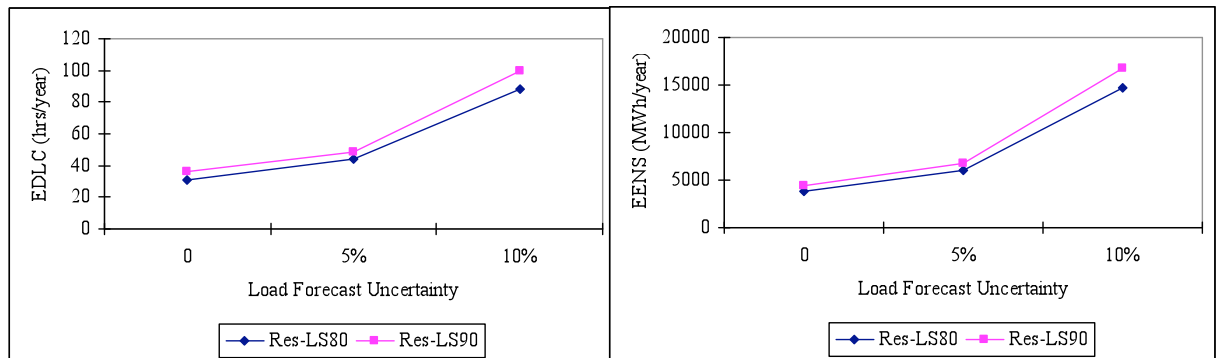 EDLC (hrs/year)
120
100
80
60
40
20
0
0 5% 10%
Load Forecast Uncertainty
Res-LS80 Res-LS90
EENS (MWh/year)
20000
15000
10000
5000
0
0 5% 10%
Load Forecast Uncertainty
Res-LS80 Res-LS90